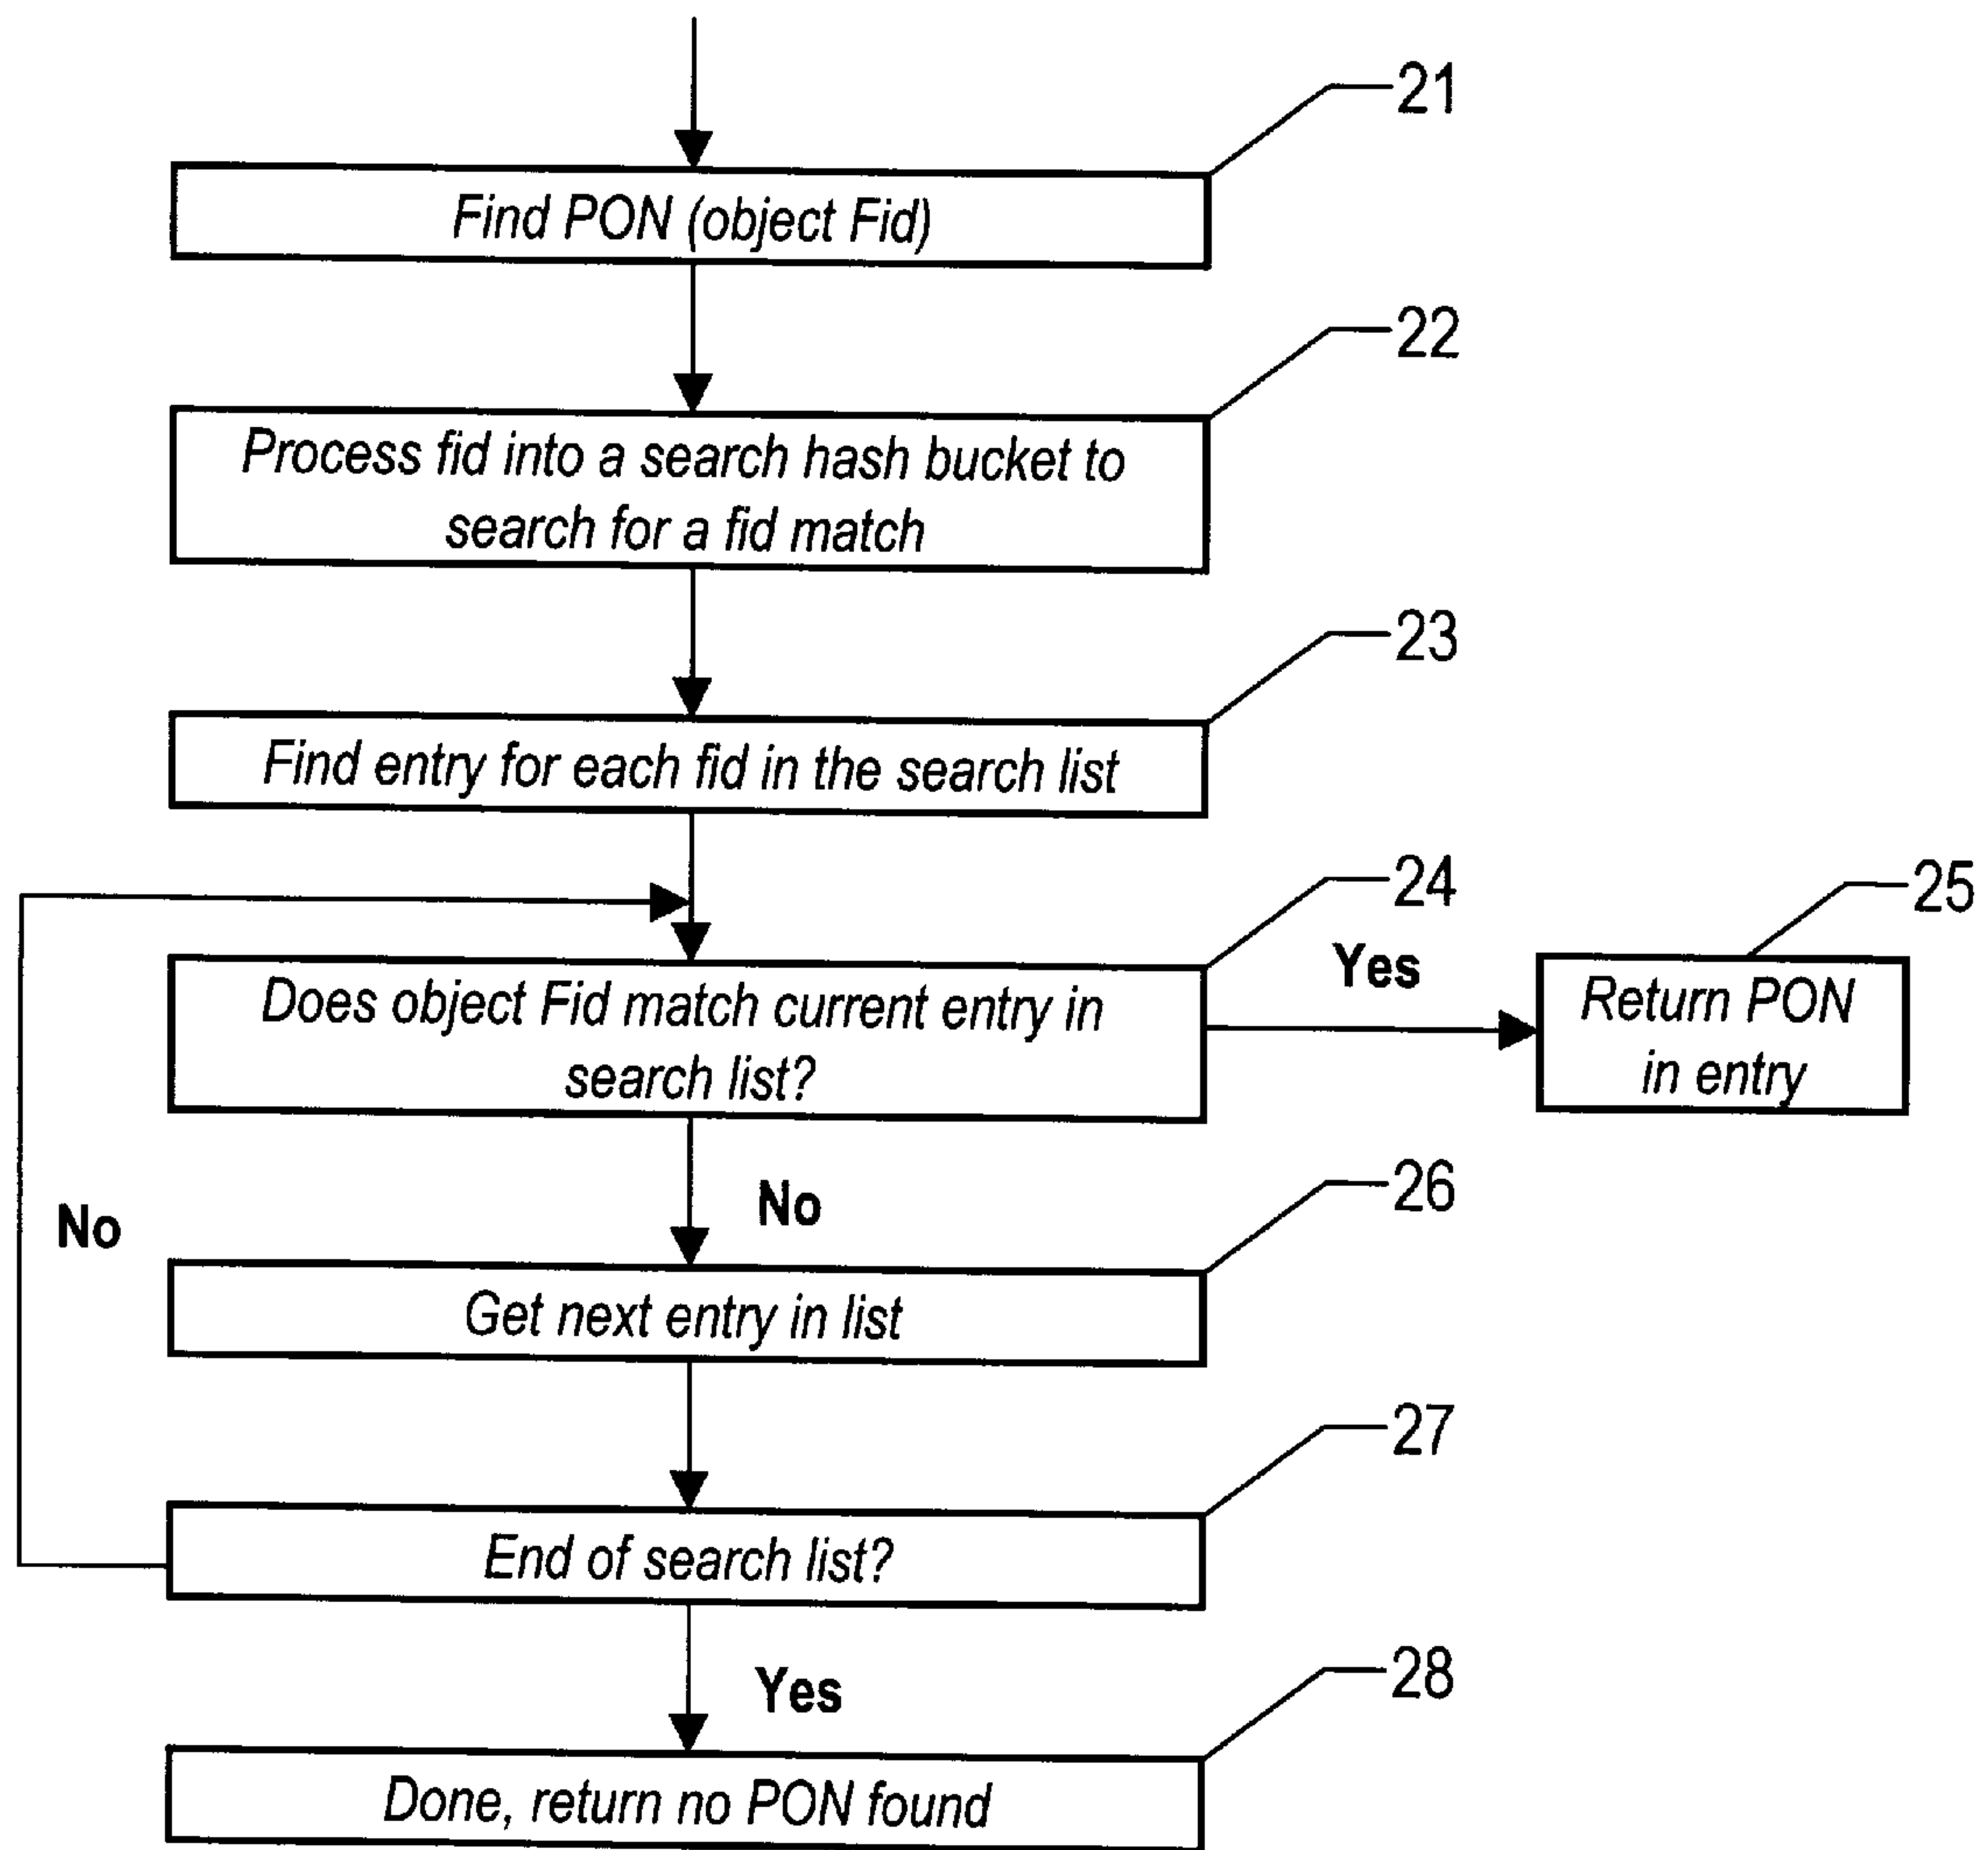 21
Find PON (object Fid)
22
Process fid into a search hash bucket to
search for a fid match
23
Find entry for each fid in the search list
24
25
Yes
Does object Fid match current entry in
search list?
Return PON
in entry
No
No
26
Get next entry in list
27
End of search list?
Yes
28
Done, return no PON found